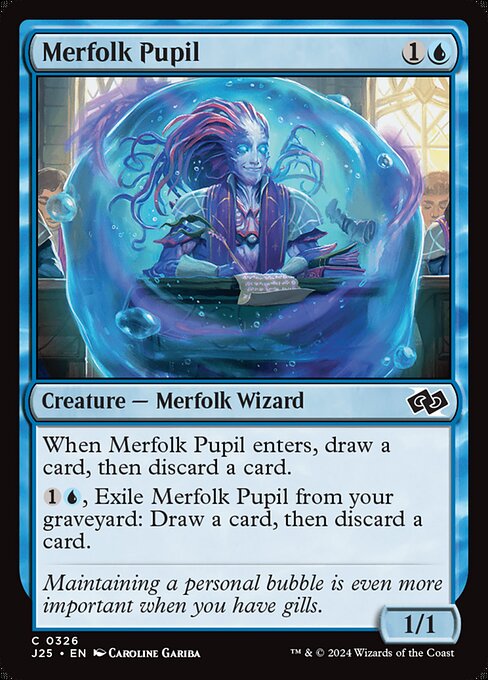 Merfolk Pupil 1
Creature — Merfolk Wizard
When Merfolk Pupil enters, draw a
card, then discard a card.
1, Exile Merfolk Pupil from your
graveyard: Draw a card, then discard a
card.
Maintaining a personal bubble is even more
important when you have gills.
1/1
C 0326
J25 • EN CAROLINE GARIBA
™ & © 2024 Wizards of the Coast